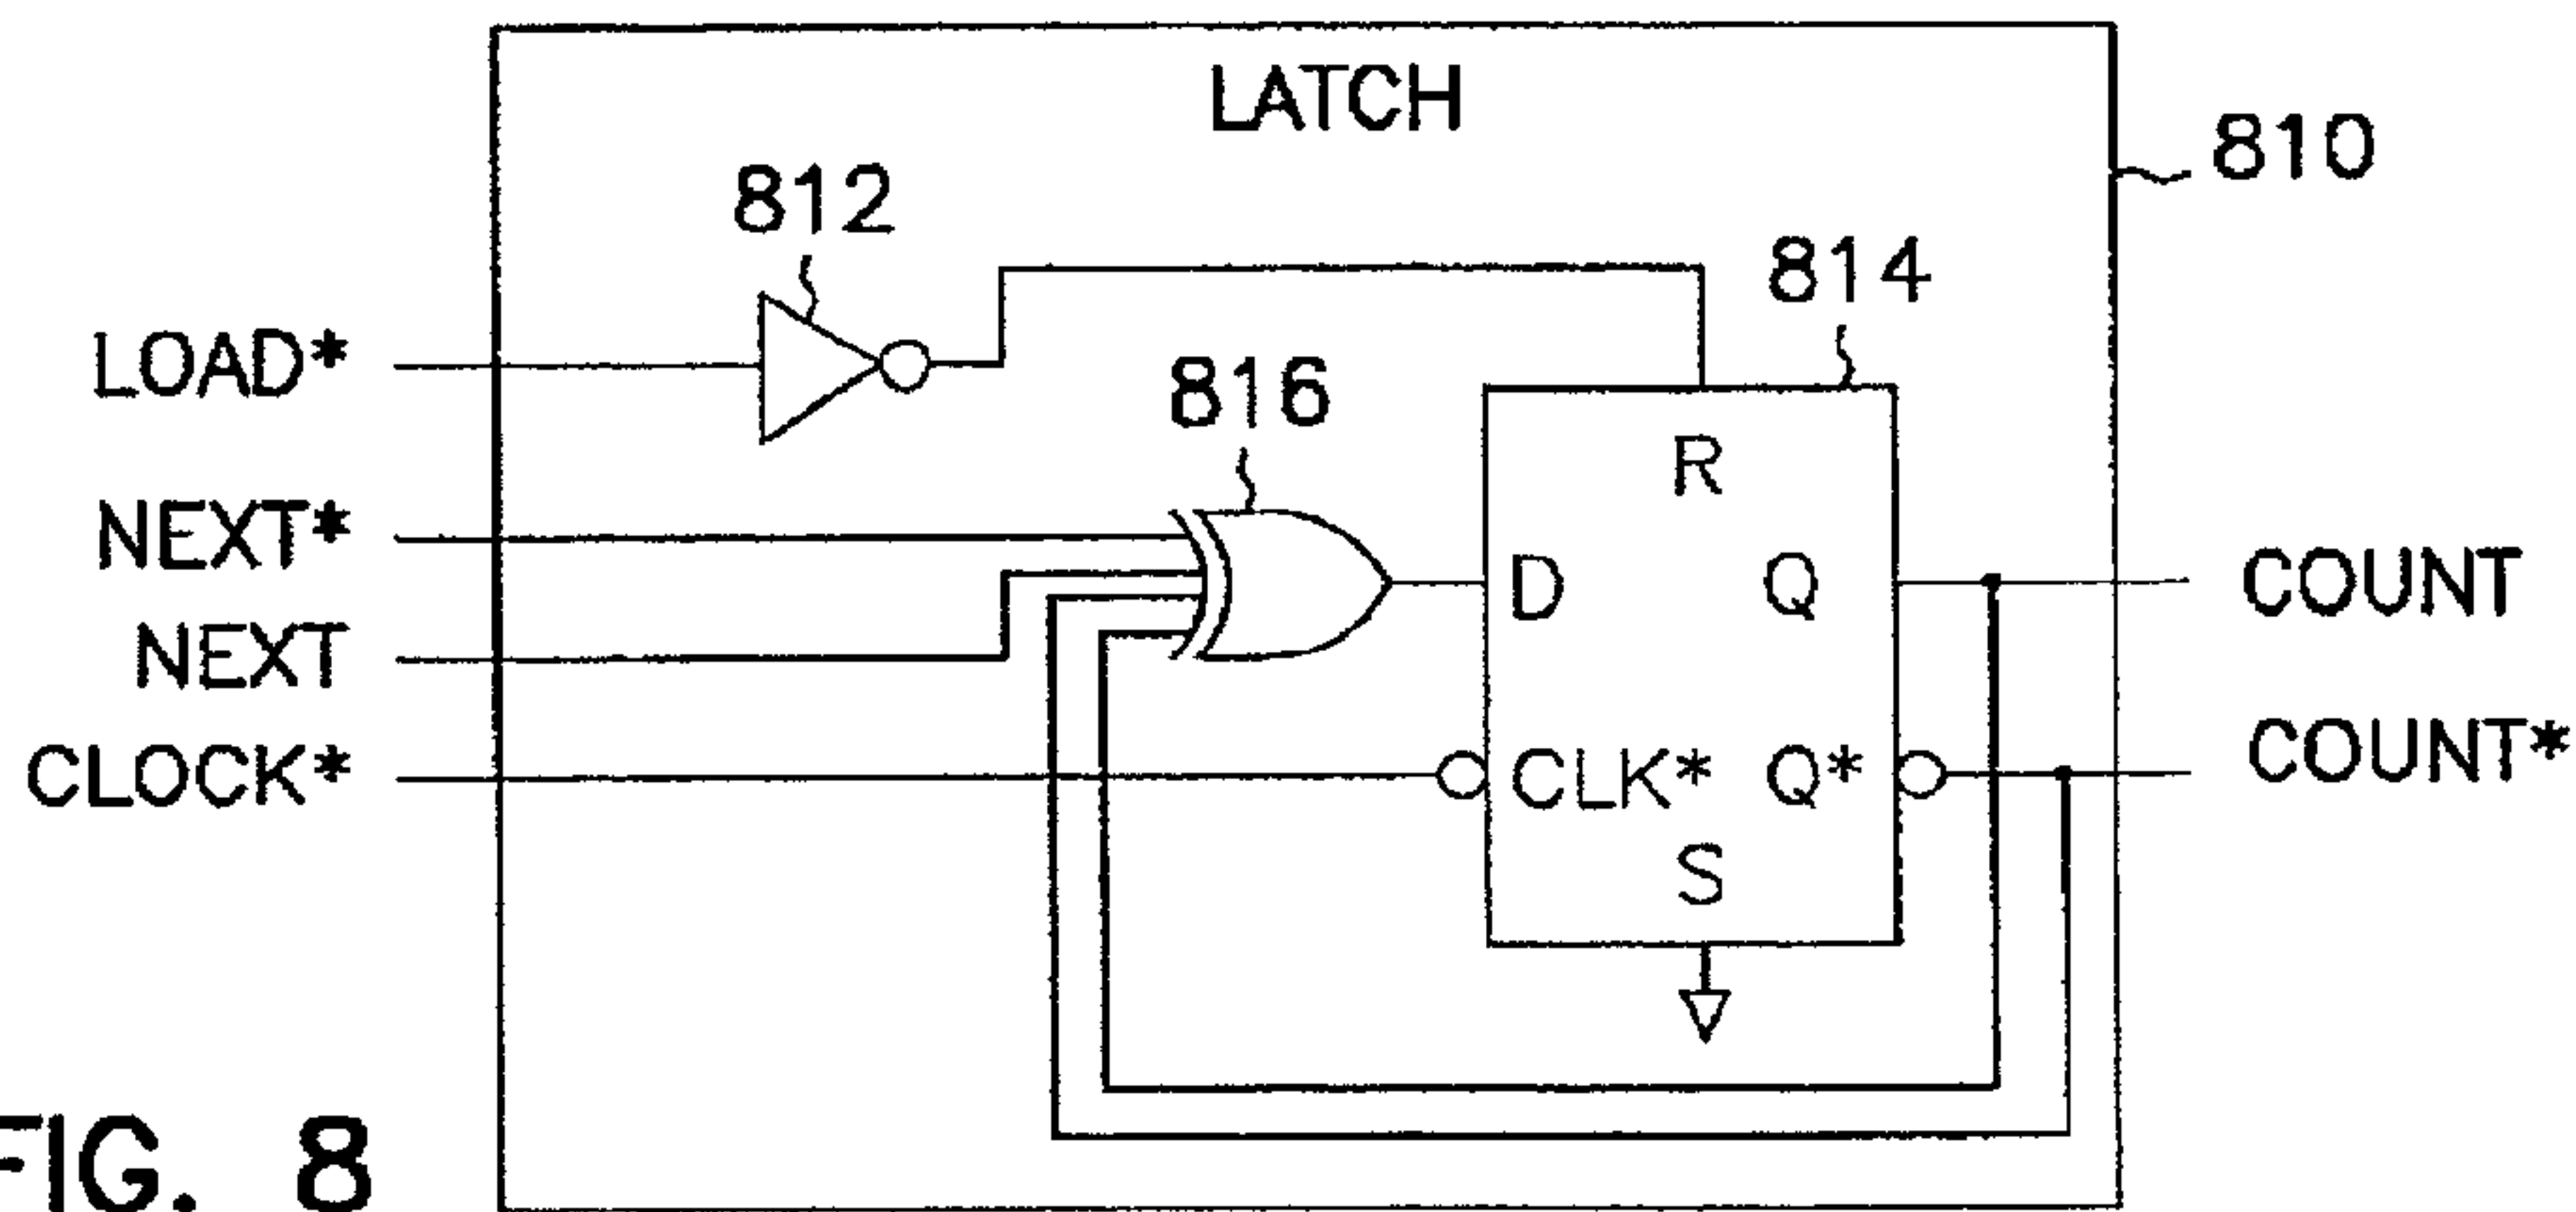 LATCH
810
812
814
LOAD*
816
R
NEXT*
D
Q
COUNT
NEXT
CLOCK*
CLK*
Q*
COUNT*
S
FIG. 8